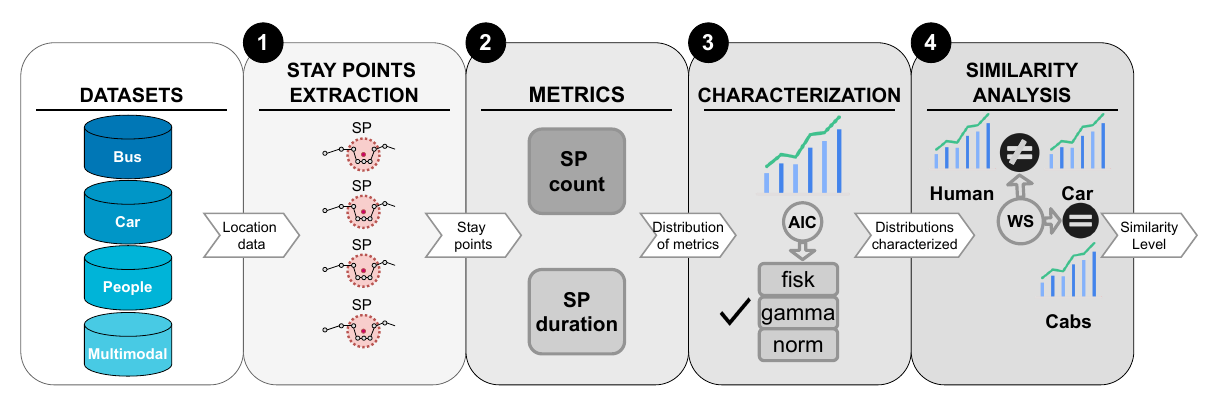 DATASETS
Bus
Car
People
Multimodal
Location
data
1
STAY POINTS
EXTRACTION
SP
SP
SP
SP
Stay
points
2
METRICS
SP
count
SP
duration
Distribution
of metrics
3
CHARACTERIZATION
AIC
fisk
gamma
norm
Distributions
characterized
4
SIMILARITY
ANALYSIS
≠
Human
Car
WS
=
Cabs
Similarity
Level